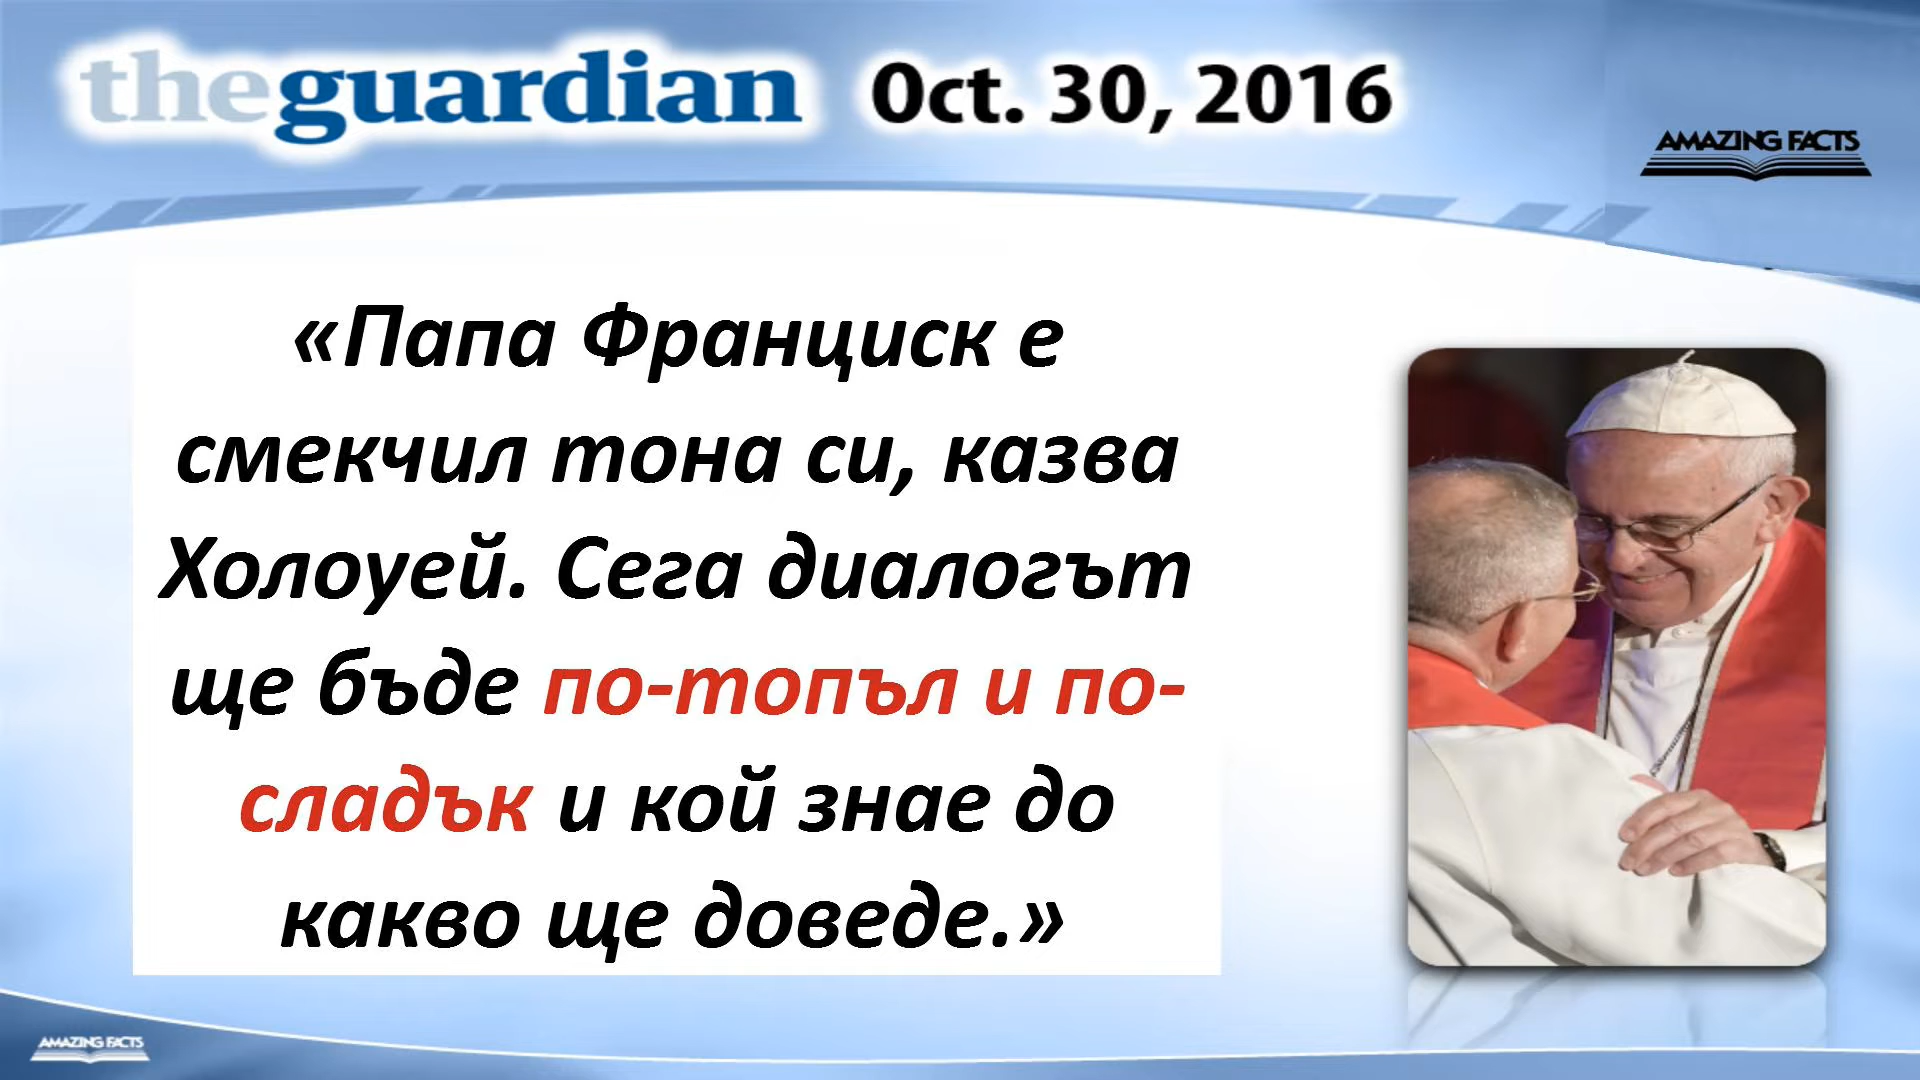 theguardian Oct. 30, 2016
AMAZING FACTS
«Папа Франциск е
смекчил тона си, казва
Холоуей. Сега диалогът
ще бъде по-топъл и по-
сладък и кой знае до
какво ще доведе.»
AMAZING FACTS